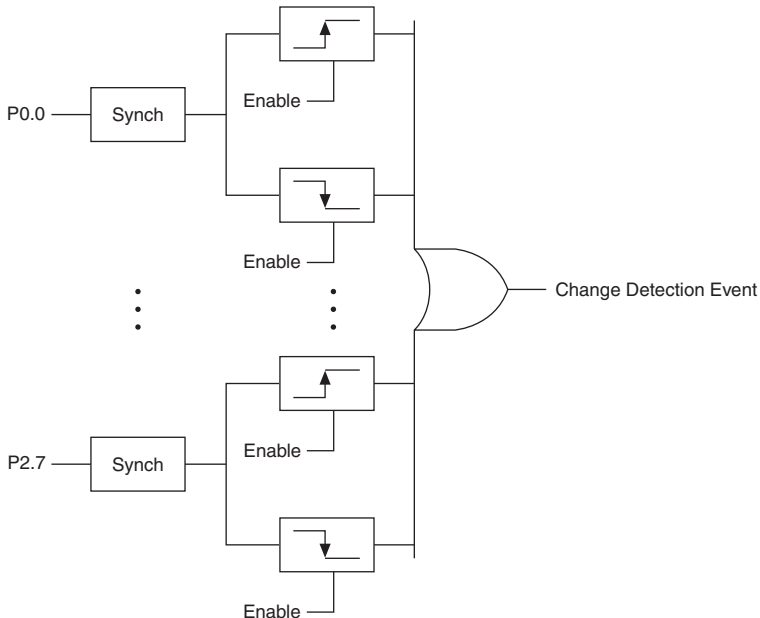 Enable
P0.0
Synch
Enable
Change Detection Event
Enable
P2.7
Synch
Enable